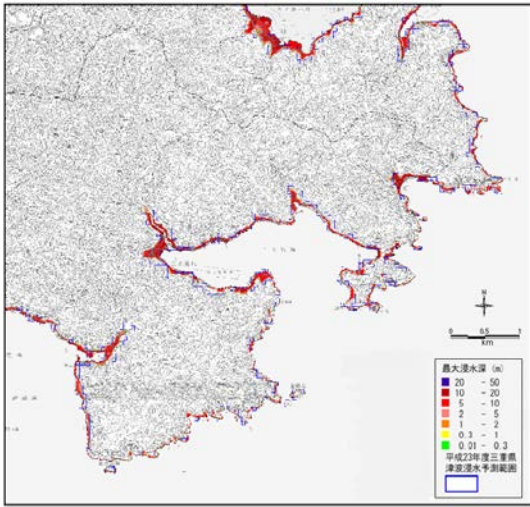 N
0 0.5 1
km
最大浸水深 (m)
20 - 50
10 - 20
5 - 10
2 - 5
1 - 2
0.3 - 1
0.01 - 0.3
平成23年度三重県
津波浸水予測範囲